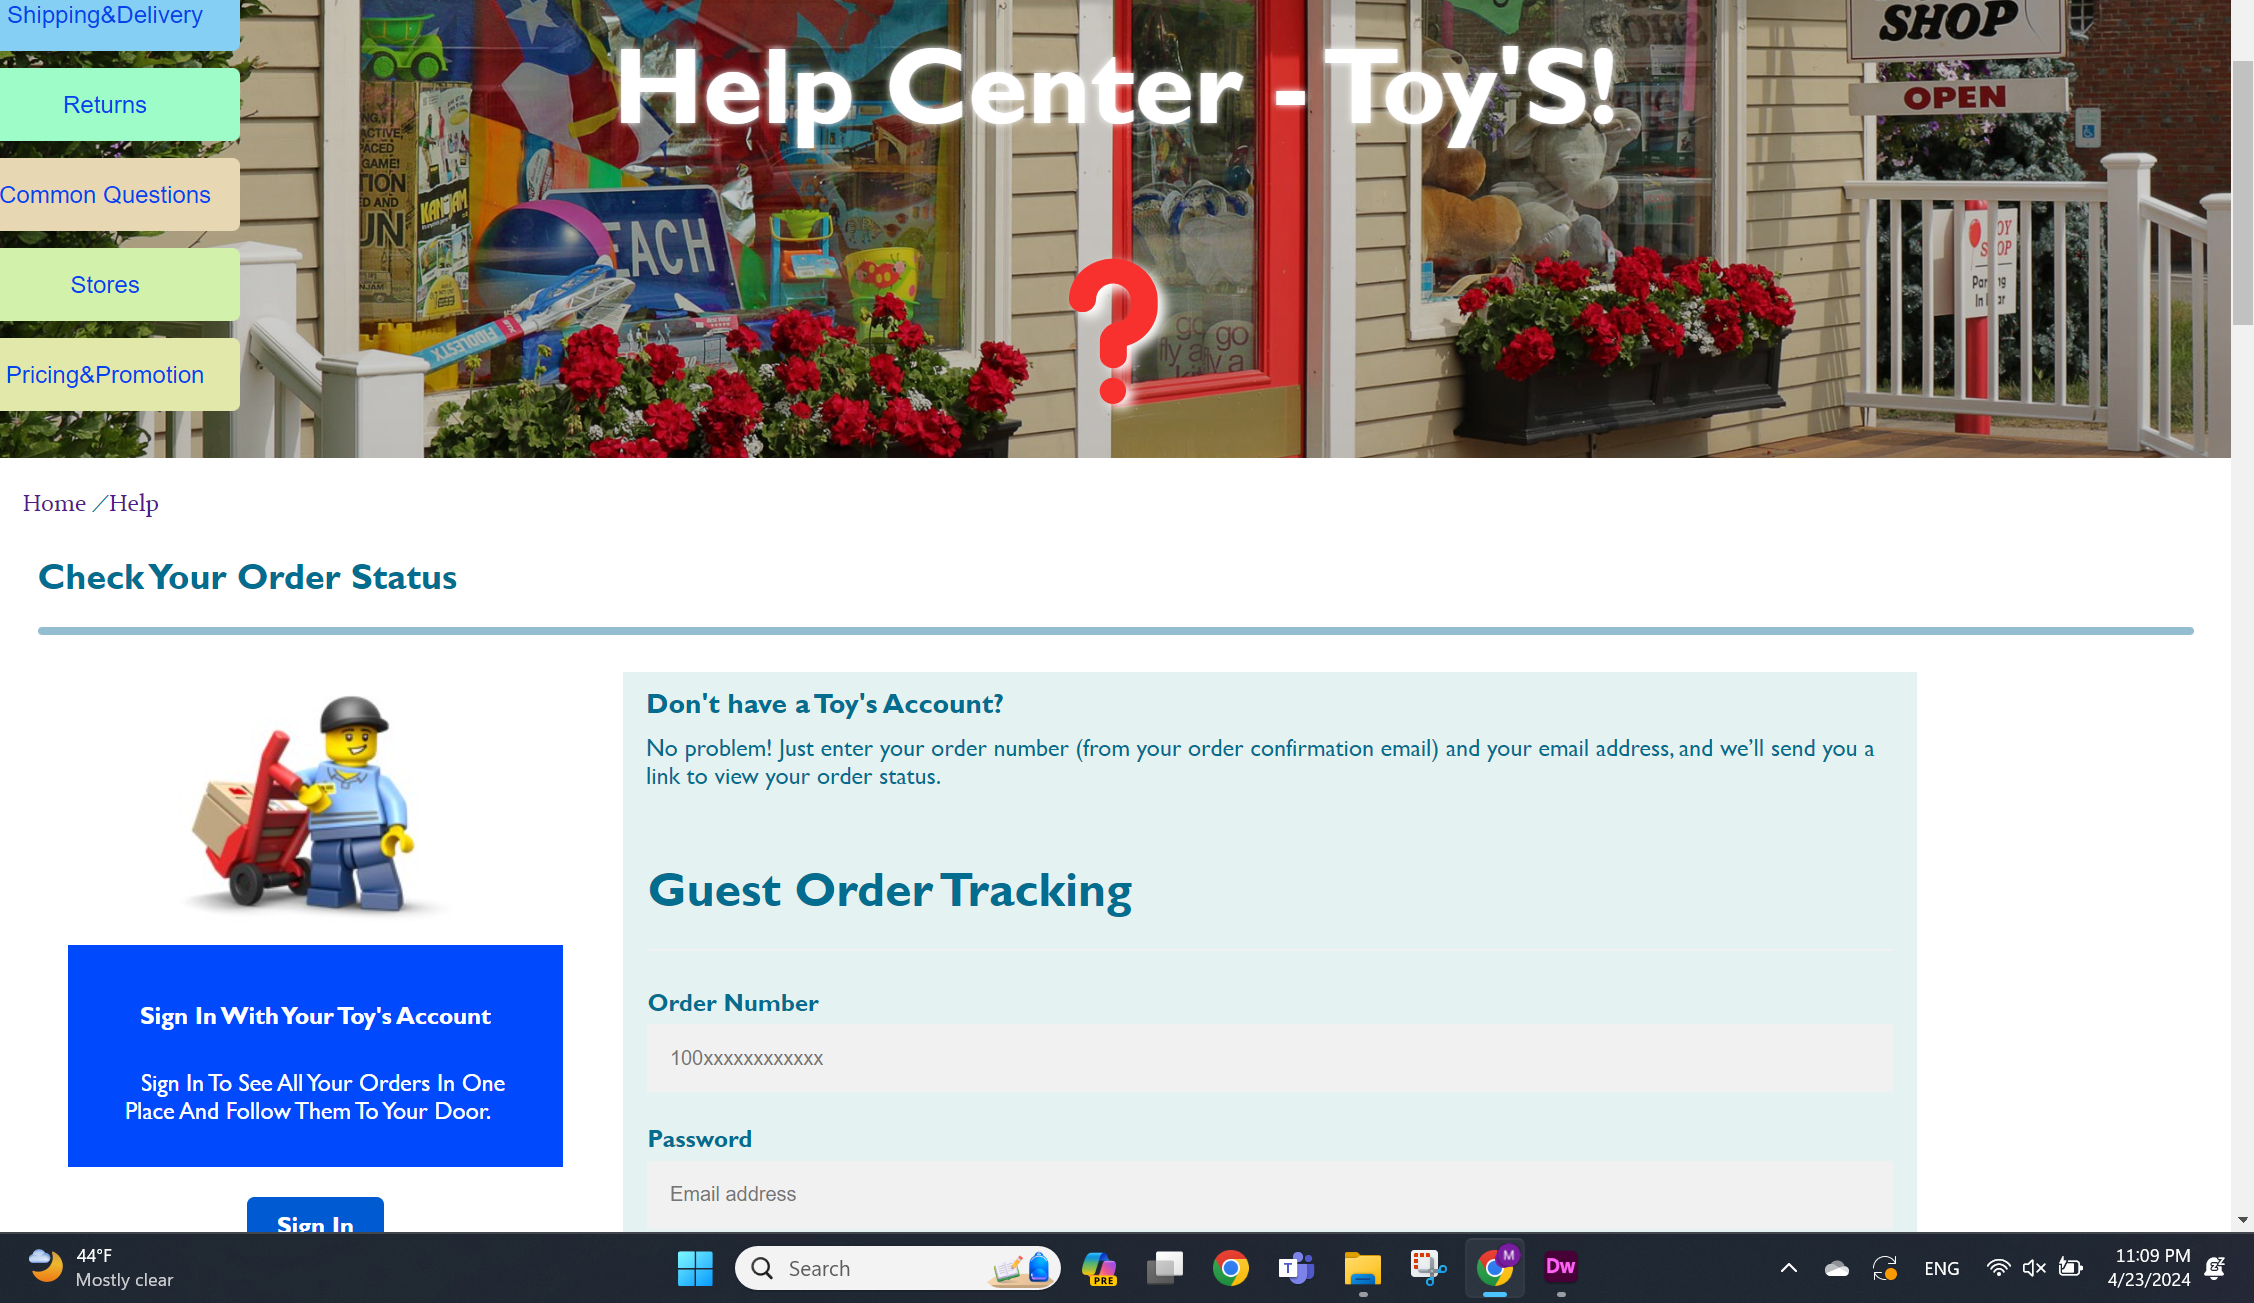 Shipping&Delivery
Returns
Common Questions
Stores
Pricing&Promotion
Help Center - Toy'S!
SHOP
OPEN
EACH
?
Home /Help
Check Your Order Status
Don't have a Toy's Account?
No problem! Just enter your order number (from your order confirmation email) and your email address, and we’ll send you a
link to view your order status.
Guest Order Tracking
Order Number
100xxxxxxxxxxxx
Password
Email address
Sign In With Your Toy's Account
Sign In To See All Your Orders In One
Place And Follow Them To Your Door.
Sign In
44°F
Mostly clear
Search
PRE
T
M
Dw
ENG
11:09 PM
4/23/2024